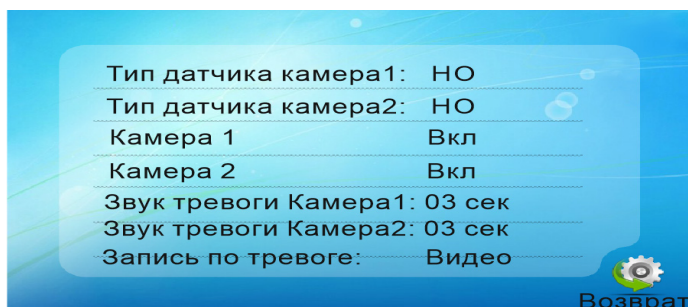 Тип датчика камера1: НО
Тип датчика камера2: НО
Камера 1 Вкл
Камера 2 Вкл
Звук тревоги Камера1: 03 сек
Звук тревоги Камера2: 03 сек
Запись по тревоге: Видео
Возврат